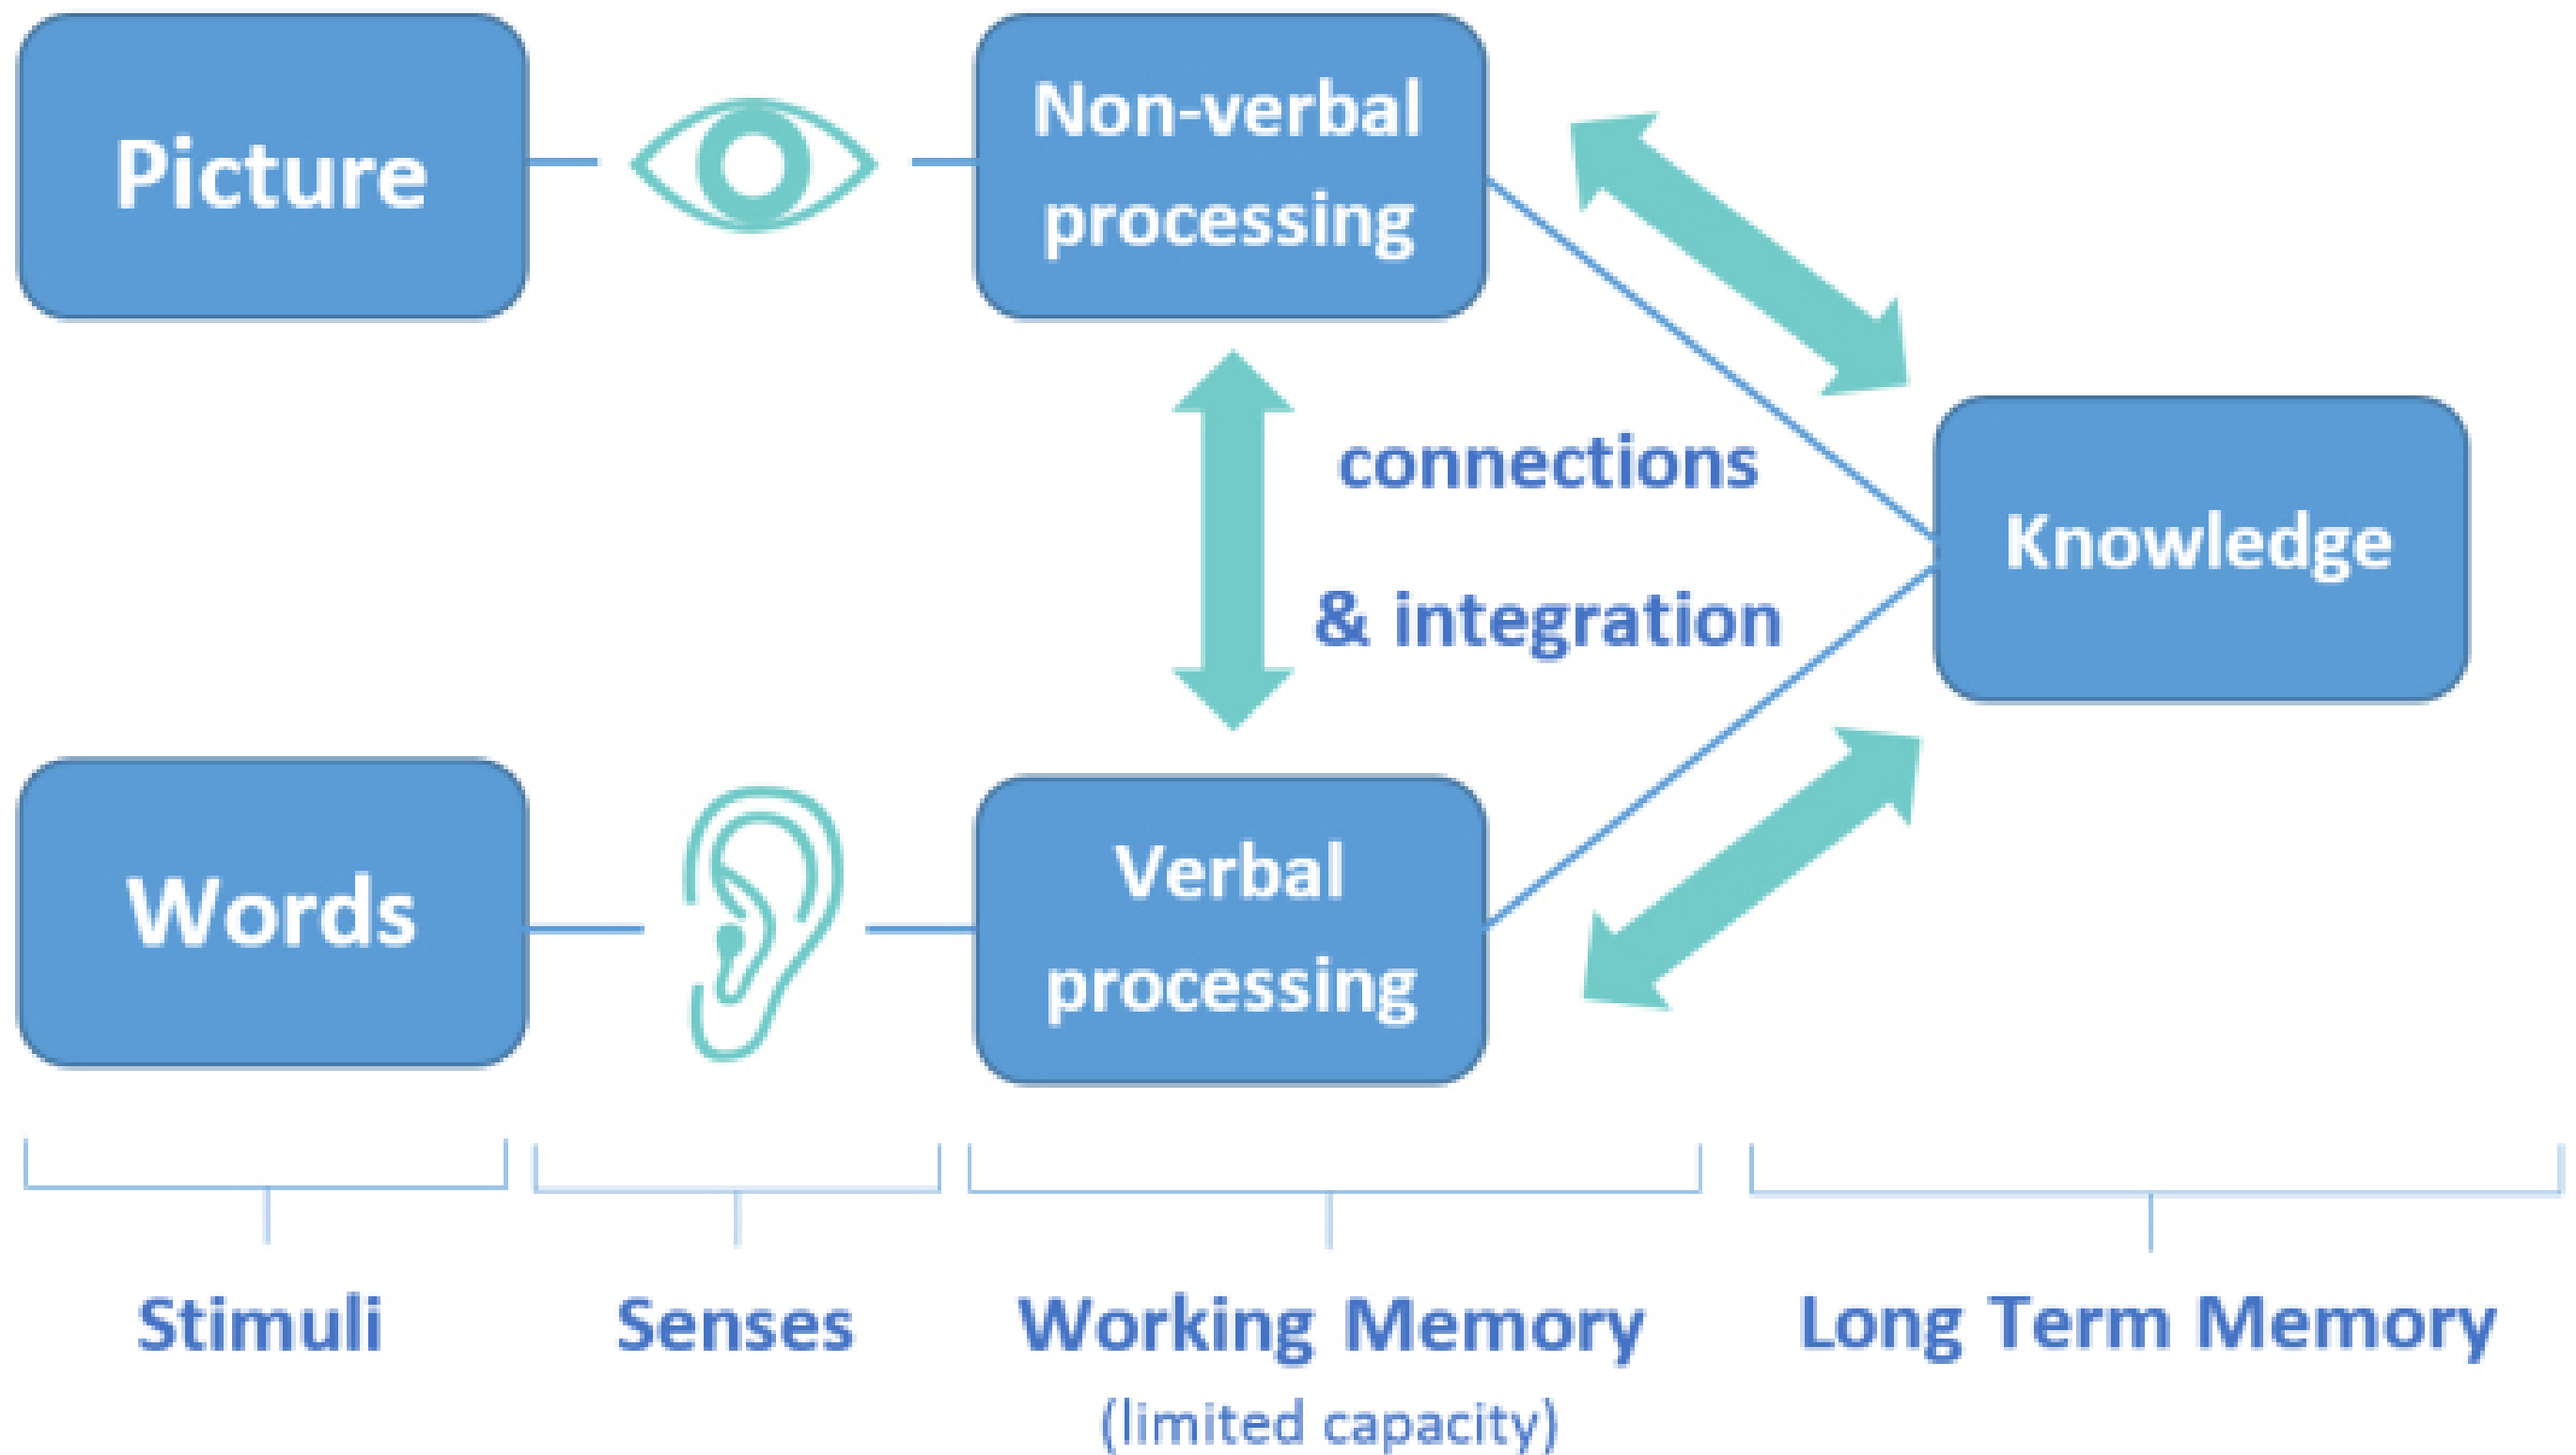 Picture
Non-verbal
processing
connections
& integration
Knowledge
Words
Verbal
processing
Stimuli
Senses
Working Memory
(limited capacity)
Long Term Memory